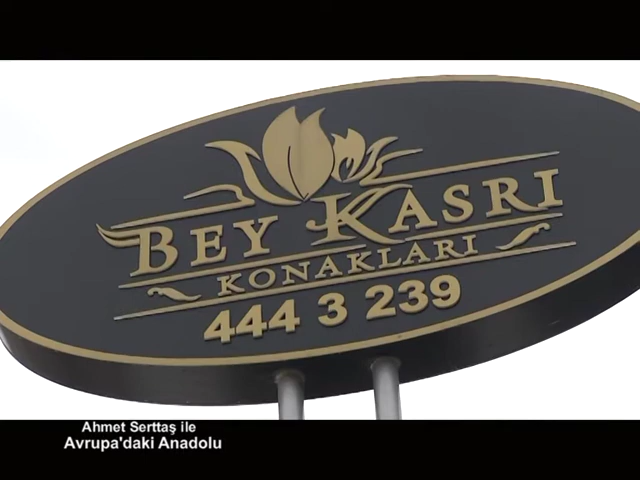 BEY KASRI
KONAKLARI
444 3 239
Ahmet Serttaş ile
Avrupa'daki Anadolu